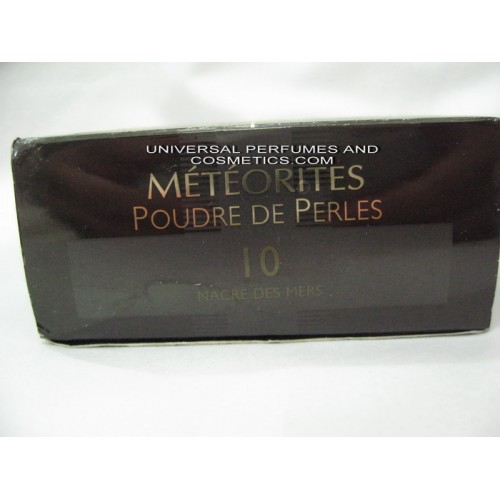 UNIVERSAL PERFUMES AND
COSMETICS.COM
MÉTÉORITES
POUDRE DE PERLES
10
NACRE DES MERS